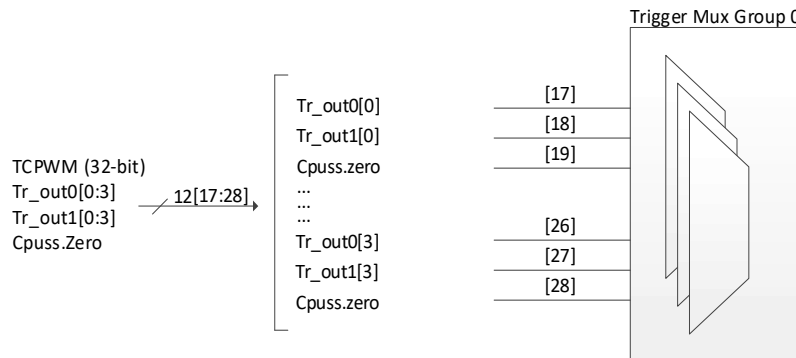 Trigger Mux Group 0
Tr_out0[0] [17]
Tr_out1[0] [18]
Cpuss.zero [19]
...
...
...
Tr_out0[3] [26]
Tr_out1[3] [27]
Cpuss.zero [28]
TCPWM (32-bit)
Tr_out0[0:3]
Tr_out1[0:3]
Cpuss.Zero
12[17:28]